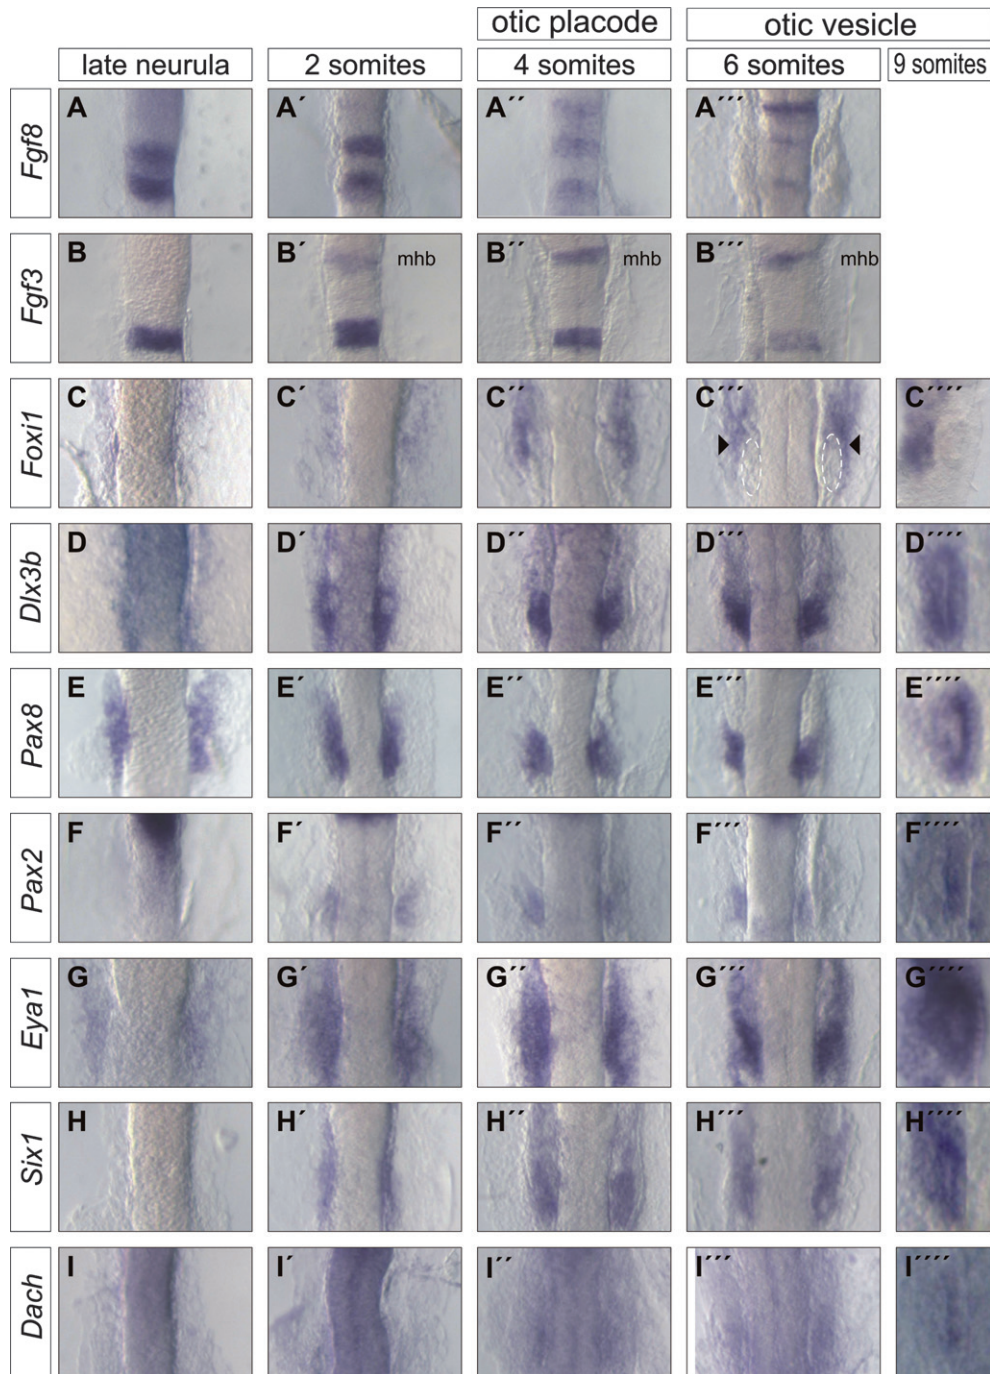 otic placode otic vesicle
late neurula 2 somites 4 somites 6 somites 9 somites
Fgf8 A A´ A´´ A´´´
Fgf3 B B´ mhb B´´ mhb B´´´ mhb
Foxi1 C C´ C´´ C´´´ C´´´´
Dlx3b D D´ D´´ D´´´ D´´´´
Pax8 E E´ E´´ E´´´ E´´´´
Pax2 F F´ F´´ F´´´ F´´´´
Eya1 G G´ G´´ G´´´ G´´´´
Six1 H H´ H´´ H´´´ H´´´´
Dach I I´ I´´ I´´´ I´´´´